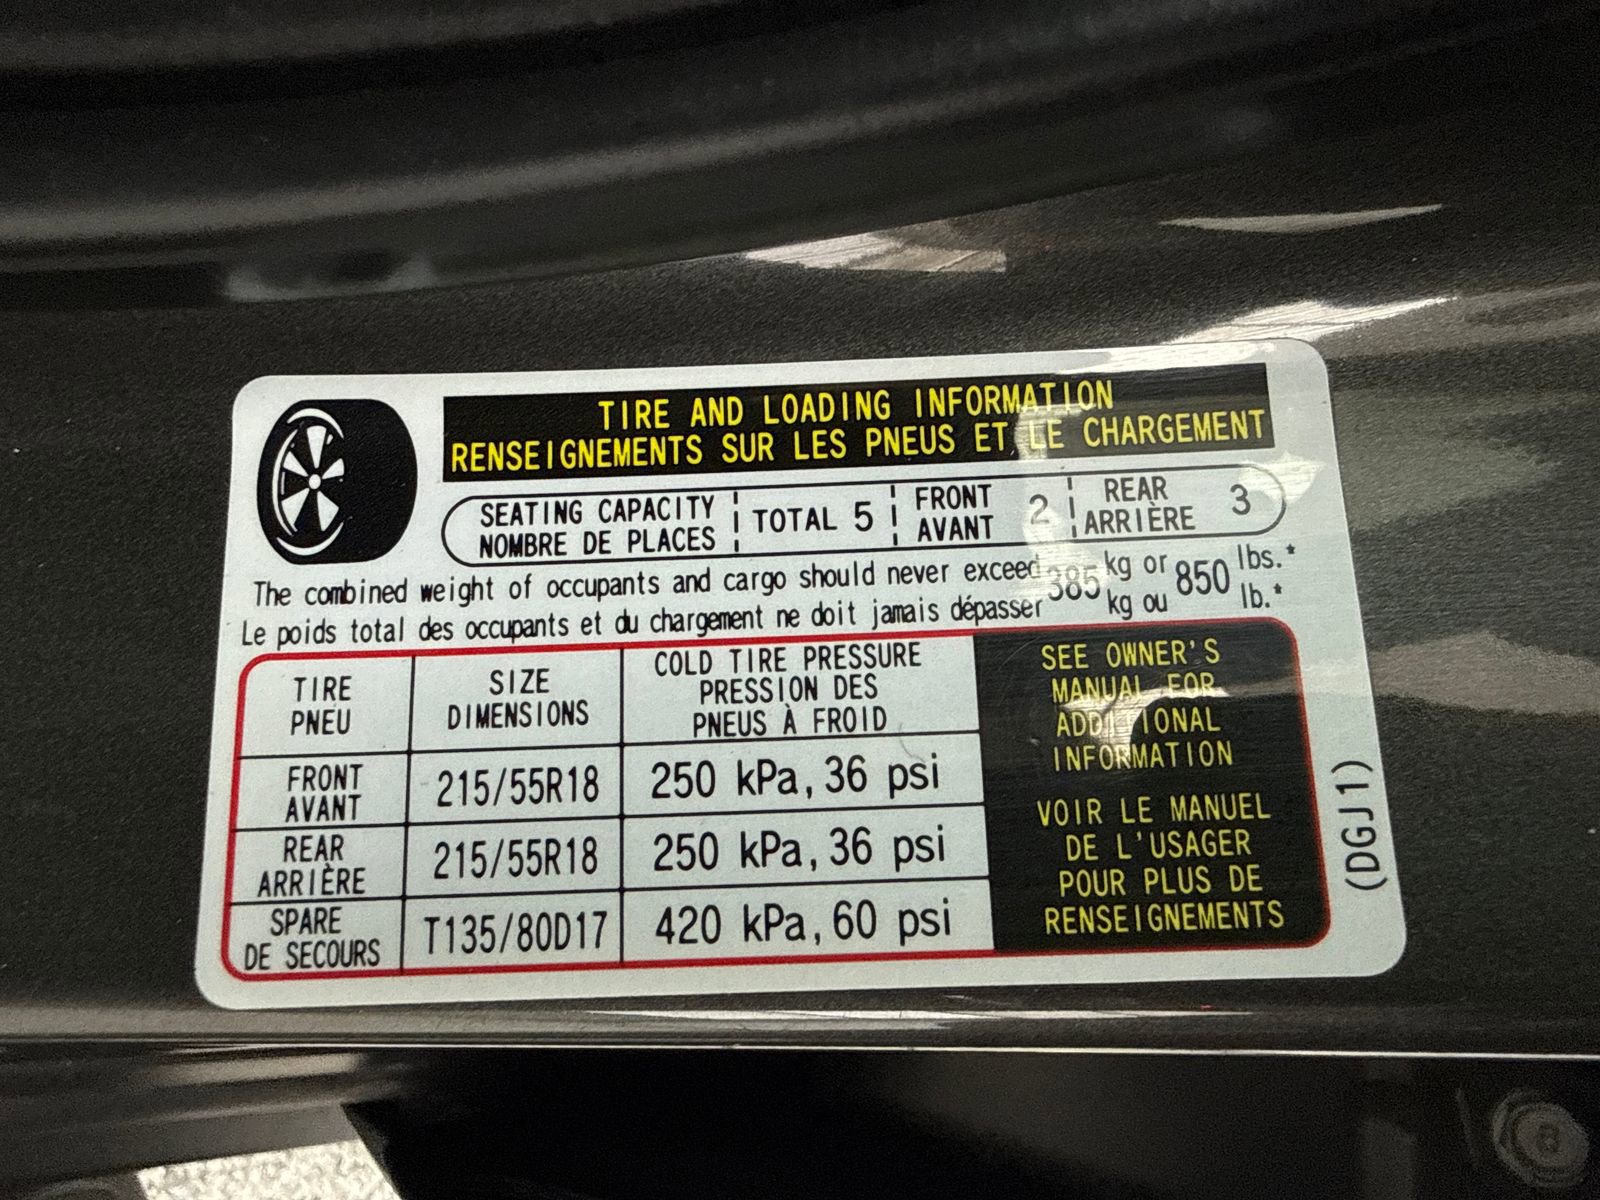 TIRE AND LOADING INFORMATION
RENSEIGNEMENTS SUR LES PNEUS ET LE CHARGEMENT
SEATING CAPACITY TOTAL 5 FRONT 2 REAR 3
NOMBRE DE PLACES AVANT ARRIÈRE
The combined weight of occupants and cargo should never exceed 385 kg or 850 lbs.*
Le poids total des occupants et du chargement ne doit jamais dépasser kg ou lb.*
TIRE
PNEU
SIZE
DIMENSIONS
COLD TIRE PRESSURE
PRESSION DES
PNEUS À FROID
FRONT
AVANT
215/55R18
250 kPa, 36 psi
REAR
ARRIÈRE
215/55R18
250 kPa, 36 psi
SPARE
DE SECOURS
T135/80D17
420 kPa, 60 psi
SEE OWNER'S
MANUAL FOR
ADDITIONAL
INFORMATION
VOIR LE MANUEL
DE L'USAGER
POUR PLUS DE
RENSEIGNEMENTS
(DGJ1)
8